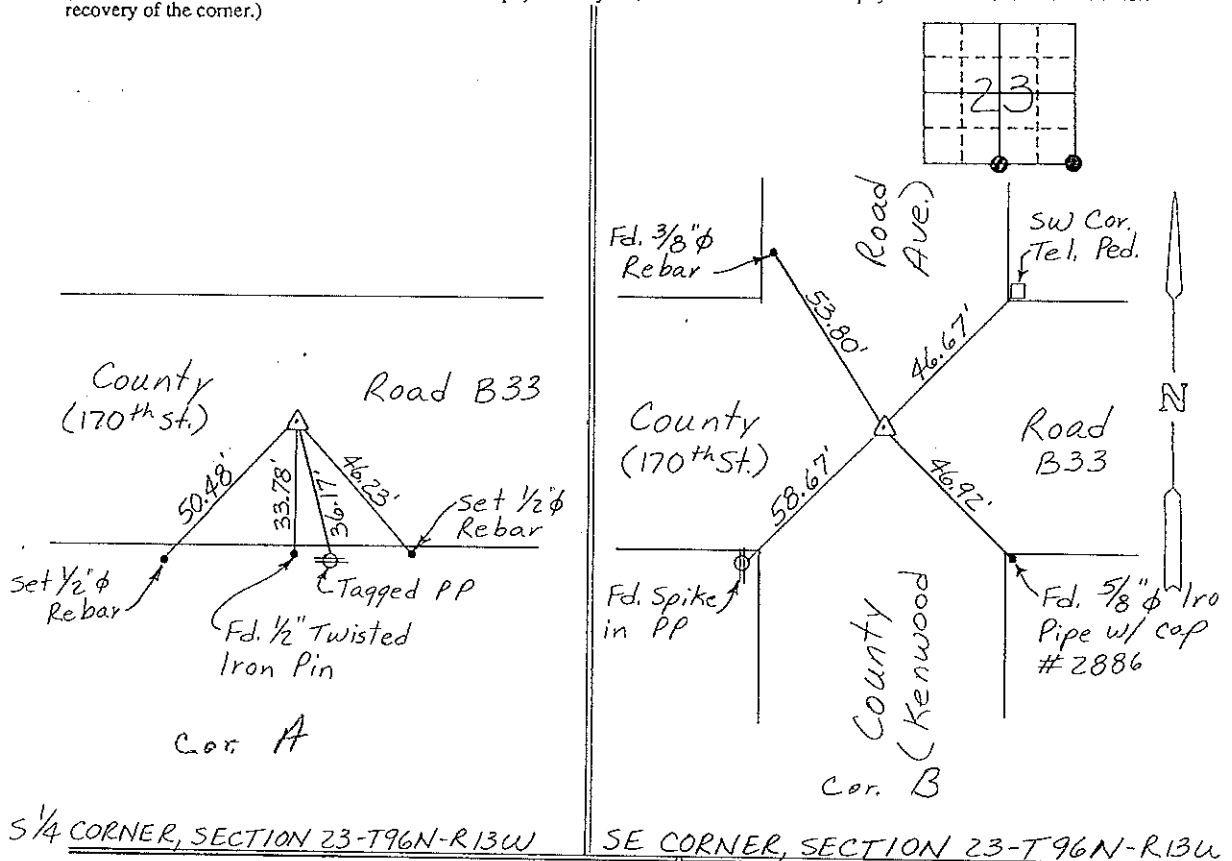 recovery of the corner.)
23
Fd. 3/8"ϕ
Rebar
Road
Ave.)
SW Cor.
Tel. Ped.
53.80'
46.67'
County
(170th St.)
Road B33
County
(170th St.)
N
Road
B33
50.48'
33.78'
36.17'
46.23'
58.67'
46.92'
set 1/2"ϕ
Rebar
set 1/2"ϕ
Rebar
Tagged PP
Fd. 1/2" Twisted
Iron Pin
Fd. Spike
in PP
Fd. 5/8"ϕ Iro
Pipe w/ cap
#2886
County
(Kenwood
Cor. A
Cor. B
S 1/4 CORNER, SECTION 23-T96N-R13W
SE CORNER, SECTION 23-T96N-R13W